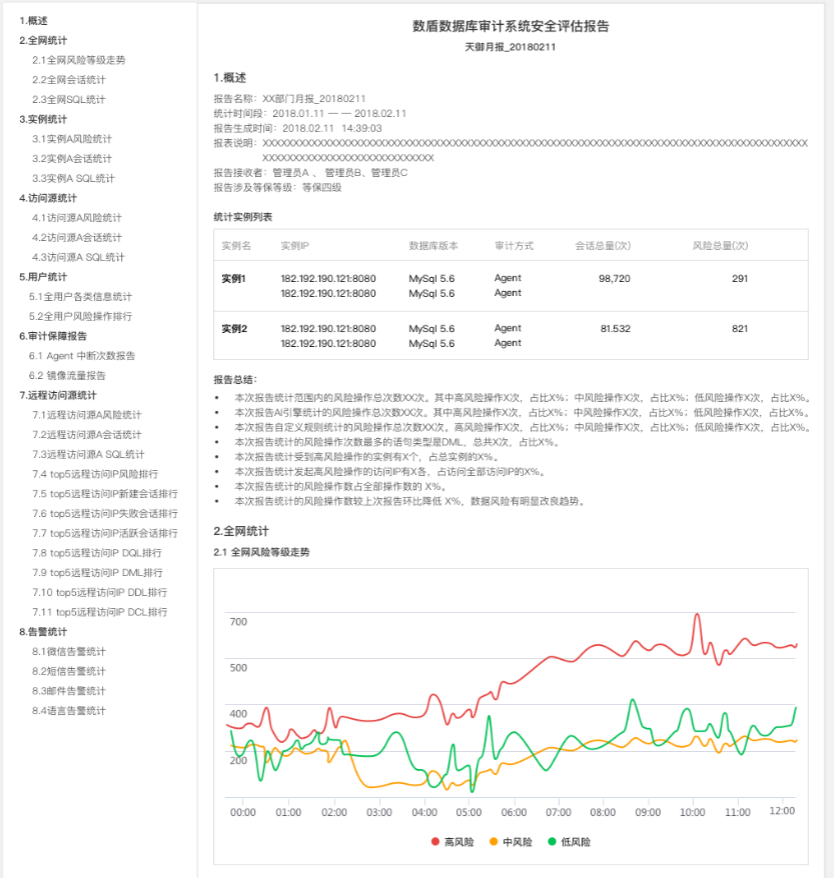 1.概述
2.全网统计
2.1全网风险等级走势
2.2全网会话统计
2.3全网SQL统计
3.实例统计
3.1实例A风险统计
3.2实例A会话统计
3.3实例A SQL统计
4.访问源统计
4.1访问源A风险统计
4.2访问源A会话统计
4.3访问源A SQL统计
5.用户统计
5.1全用户各类信息统计
5.2全用户风险操作排行
6.审计保障报告
6.1 Agent 中断次数报告
6.2 镜像流量报告
7.远程访问源统计
7.1远程访问源A风险统计
7.2远程访问源A会话统计
7.3远程访问源A SQL统计
7.4 top5远程访问IP风险排行
7.5 top5远程访问IP新建会话排行
7.6 top5远程访问IP失败会话排行
7.7 top5远程访问IP活跃会话排行
7.8 top5远程访问IP DQL排行
7.9 top5远程访问IP DML排行
7.10 top5远程访问IP DDL排行
7.11 top5远程访问IP DCL排行
8.告警统计
8.1微信告警统计
8.2短信告警统计
8.3邮件告警统计
8.4语言告警统计
数盾数据库审计系统安全评估报告
天御月报_20180211
1.概述
报告名称：XX部门月报_20180211
统计时间段：2018.01.11 — — 2018.02.11
报告生成时间：2018.02.11 14:39:03
报表说明：XXXXXXXXXXXXXXXXXXXXXXXXXXXXXXXXXXXXXXXXXXXXXXXXXXXXXXXXXXXXXXXXXXXXXXXXXXXXXXXXXXXXXXX
XXXXXXXXXXXXXXXXXXXXXXXXXXX
报告接收者：管理员A 、 管理员B、管理员C
报告涉及等保等级：等保四级
统计实例列表
实例名 实例IP 数据库版本 审计方式 会话总量(次) 风险总量(次)
实例1 182.192.190.121:8080 MySql 5.6 Agent 98,720 291
182.192.190.121:8080 MySql 5.6 Agent
实例2 182.192.190.121:8080 MySql 5.6 Agent 81.532 821
182.192.190.121:8080 MySql 5.6 Agent
报告总结：
• 本次报告统计范围内的风险操作总次数XX次。其中高风险操作X次，占比X%；中风险操作X次，占比X%；低风险操作X次，占比X%。
• 本次报告AI引擎统计的风险操作总次数XX次。其中高风险操作X次，占比X%；中风险操作X次，占比X%；低风险操作X次，占比X%。
• 本次报告自定义规则统计的风险操作总次数XX次。高风险操作X次，占比X%；中风险操作X次，占比X%；低风险操作X次，占比X%。
• 本次报告统计的风险操作次数最多的语句类型是DML，总共X次，占比X%。
• 本次报告统计受到高风险操作的实例有X个，占总实例的X%。
• 本次报告统计发起高风险操作的访问IP有X各，占访问全部访问IP的X%。
• 本次报告统计的风险操作数占全部操作数的 X%。
• 本次报告统计的风险操作数较上次报告环比降低 X%，数据风险有明显改良趋势。
2.全网统计
2.1 全网风险等级走势
700
500
400
200
00:00 01:00 02:00 03:00 04:00 05:00 06:00 07:00 08:00 09:00 10:00 11:00 12:00
高风险 中风险 低风险